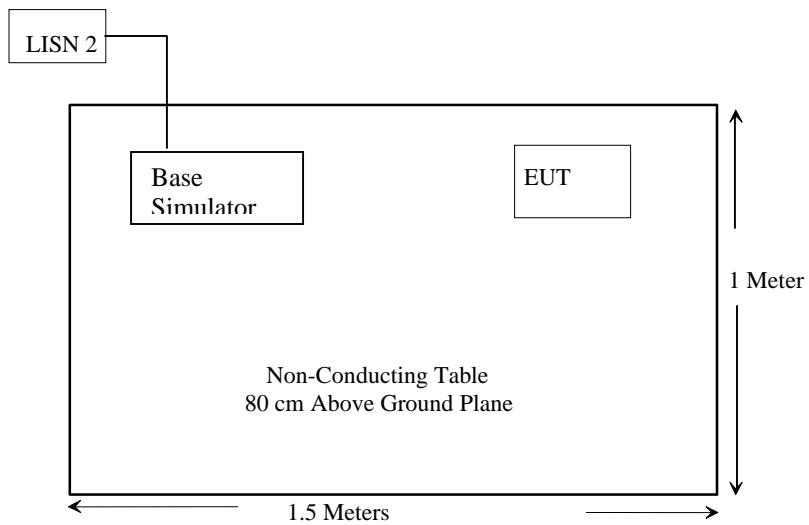 LISN 2
Base
Simulator
EUT
1 Meter
Non-Conducting Table
80 cm Above Ground Plane
1.5 Meters